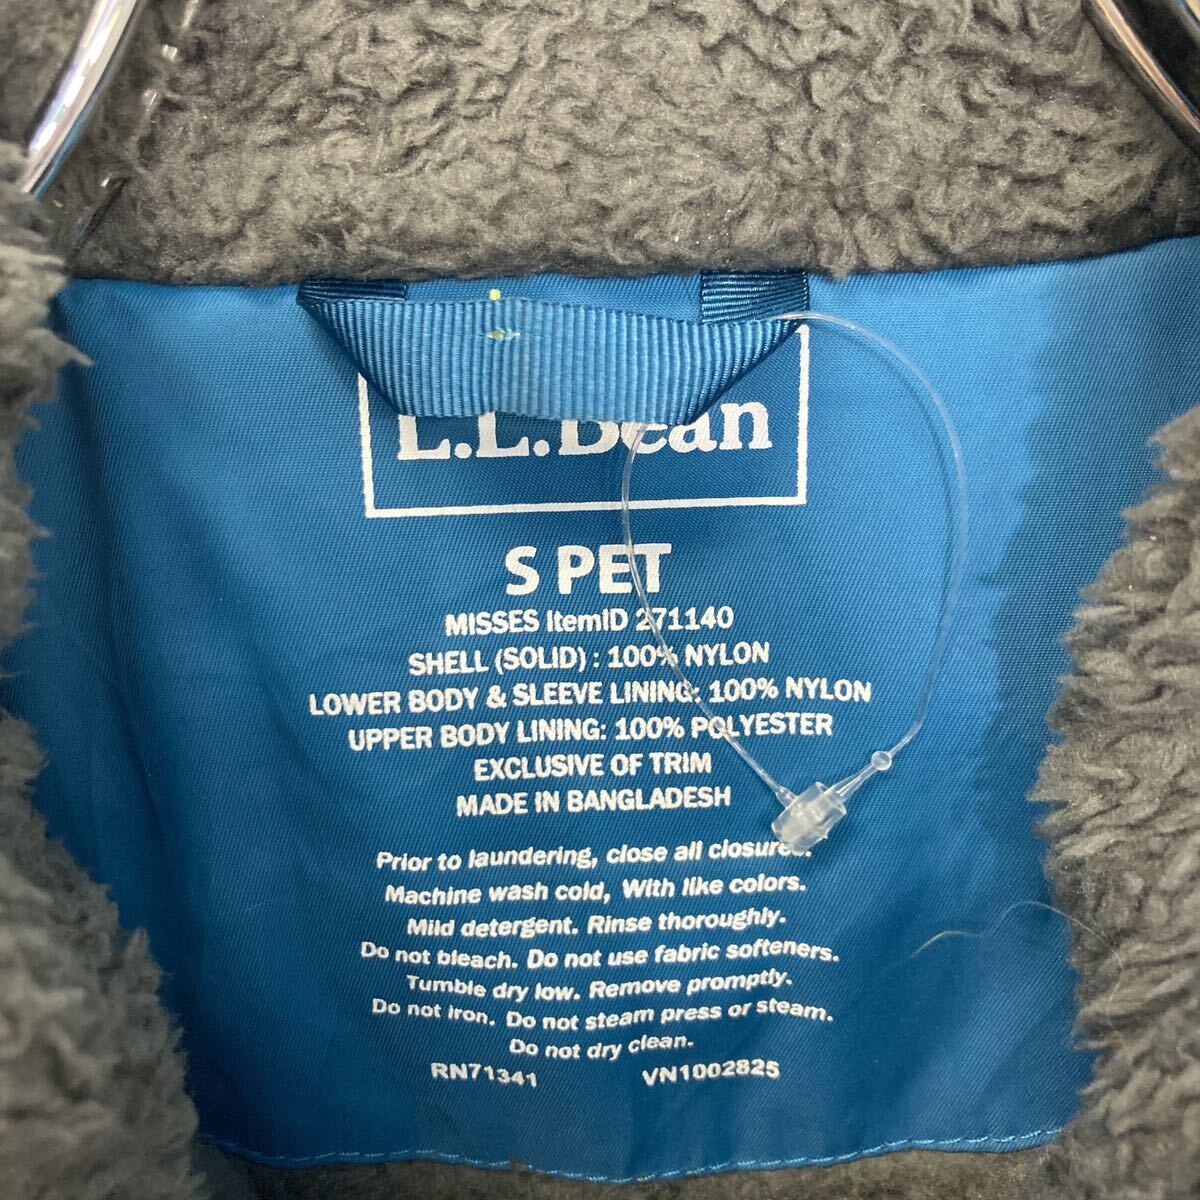 L.L.Bean
S PET
MISSES ItemID 271140
SHELL (SOLID) : 100% NYLON
LOWER BODY & SLEEVE LINING: 100% NYLON
UPPER BODY LINING: 100% POLYESTER
EXCLUSIVE OF TRIM
MADE IN BANGLADESH
Prior to laundering, close all closures.
Machine wash cold, With like colors.
Mild detergent. Rinse thoroughly.
Do not bleach. Do not use fabric softeners.
Tumble dry low. Remove promptly.
Do not iron. Do not steam press or steam.
Do not dry clean.
RN71341 VN1002825